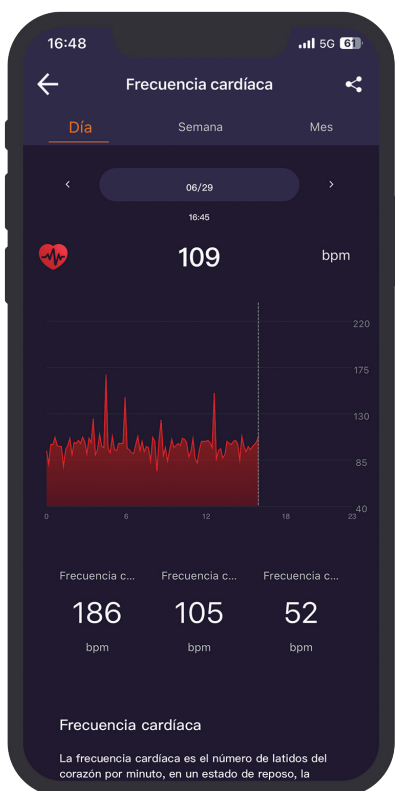 16:48
5G 61
Frecuencia cardíaca
Día Semana Mes
‹ 06/29 ›
16:45
109 bpm
220
175
130
85
40
0 6 12 18 23
Frecuencia c... Frecuencia c... Frecuencia c...
186 105 52
bpm bpm bpm
Frecuencia cardíaca
La frecuencia cardíaca es el número de latidos del
corazón por minuto, en un estado de reposo, la